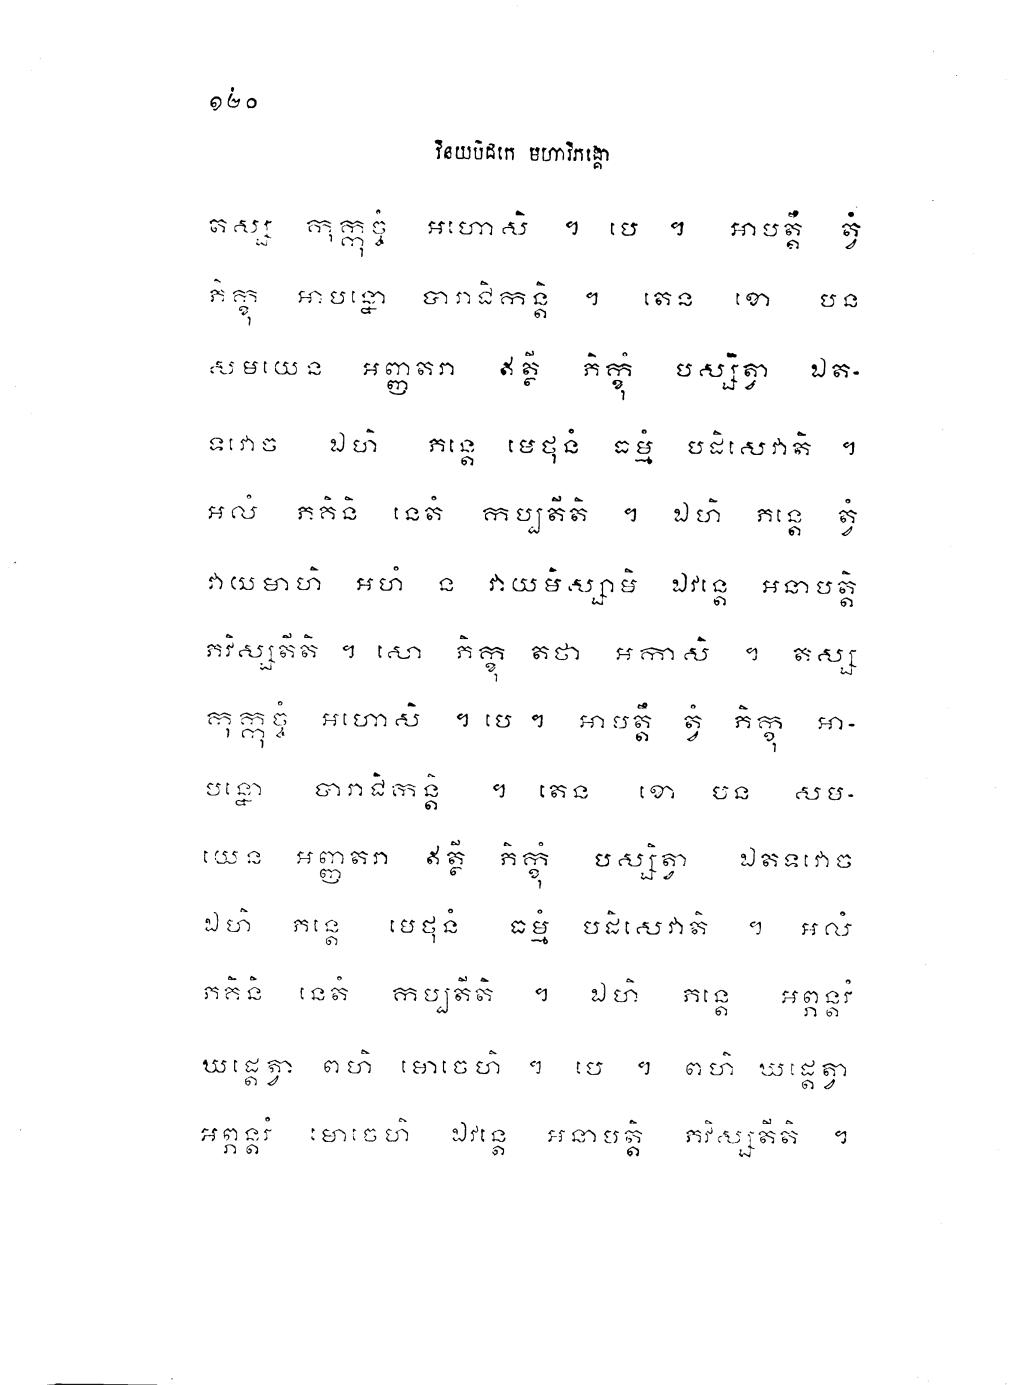 ១៤០
វិនយបិដកេ មហាវិភង្គោ
តស្ស កុក្កុច្ចំ អហោសិ ។ បេ ។ អាបត្តឹ ត្វំ
ភិក្ខុ អាបន្នោ បារាជិកន្តិ ។ តេន ខោ បន
សមយេន អញ្ញតរា ឥត្ថី ភិក្ខុំ បស្សិត្វា ឯត-
ទវោច ឯហិ ភន្តេ មេថុនំ ធម្មំ បដិសេវាតិ ។
អលំ ភគិនិ នេតំ កប្បតីតិ ។ ឯហិ ភន្តេ ត្វំ
វាយមាហិ អហំ ន វាយមិស្សាមិ ឯវន្តេ អនាបត្តិ
ភវិស្សតីតិ ។ សោ ភិក្ខុ តថា អកាសិ ។ តស្ស
កុក្កុច្ចំ អហោសិ ។ បេ ។ អាបត្តឹ ត្វំ ភិក្ខុ អា-
បន្នោ បារាជិកន្តិ ។ តេន ខោ បន សម-
យេន អញ្ញតរា ឥត្ថី ភិក្ខុំ បស្សិត្វា ឯតទវោច
ឯហិ ភន្តេ មេថុនំ ធម្មំ បដិសេវាតិ ។ អលំ
ភគិនិ នេតំ កប្បតីតិ ។ ឯហិ ភន្តេ អព្ភន្តរំ
ឃដ្តេត្វា ពហិ មោចេហិ ។ បេ ។ ពហិ ឃដ្តេត្វា
អព្ភន្តរំ មោចេហិ ឯវន្តេ អនាបត្តិ ភវិស្សតីតិ ។